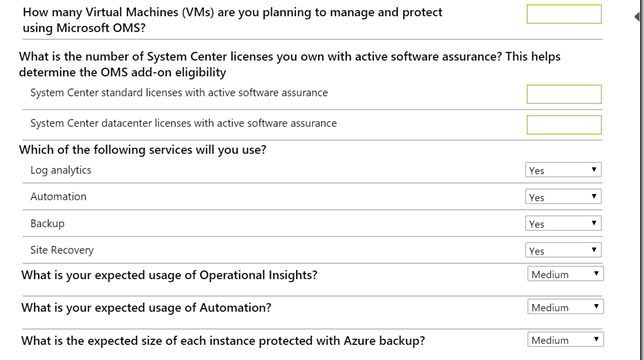 How many Virtual Machines (VMs) are you planning to manage and protect
using Microsoft OMS?
What is the number of System Center licenses you own with active software assurance? This helps
determine the OMS add-on eligibility
System Center standard licenses with active software assurance
System Center datacenter licenses with active software assurance
Which of the following services will you use?
Log analytics Yes
Automation Yes
Backup Yes
Site Recovery Yes
What is your expected usage of Operational Insights? Medium
What is your expected usage of Automation? Medium
What is the expected size of each instance protected with Azure backup? Medium